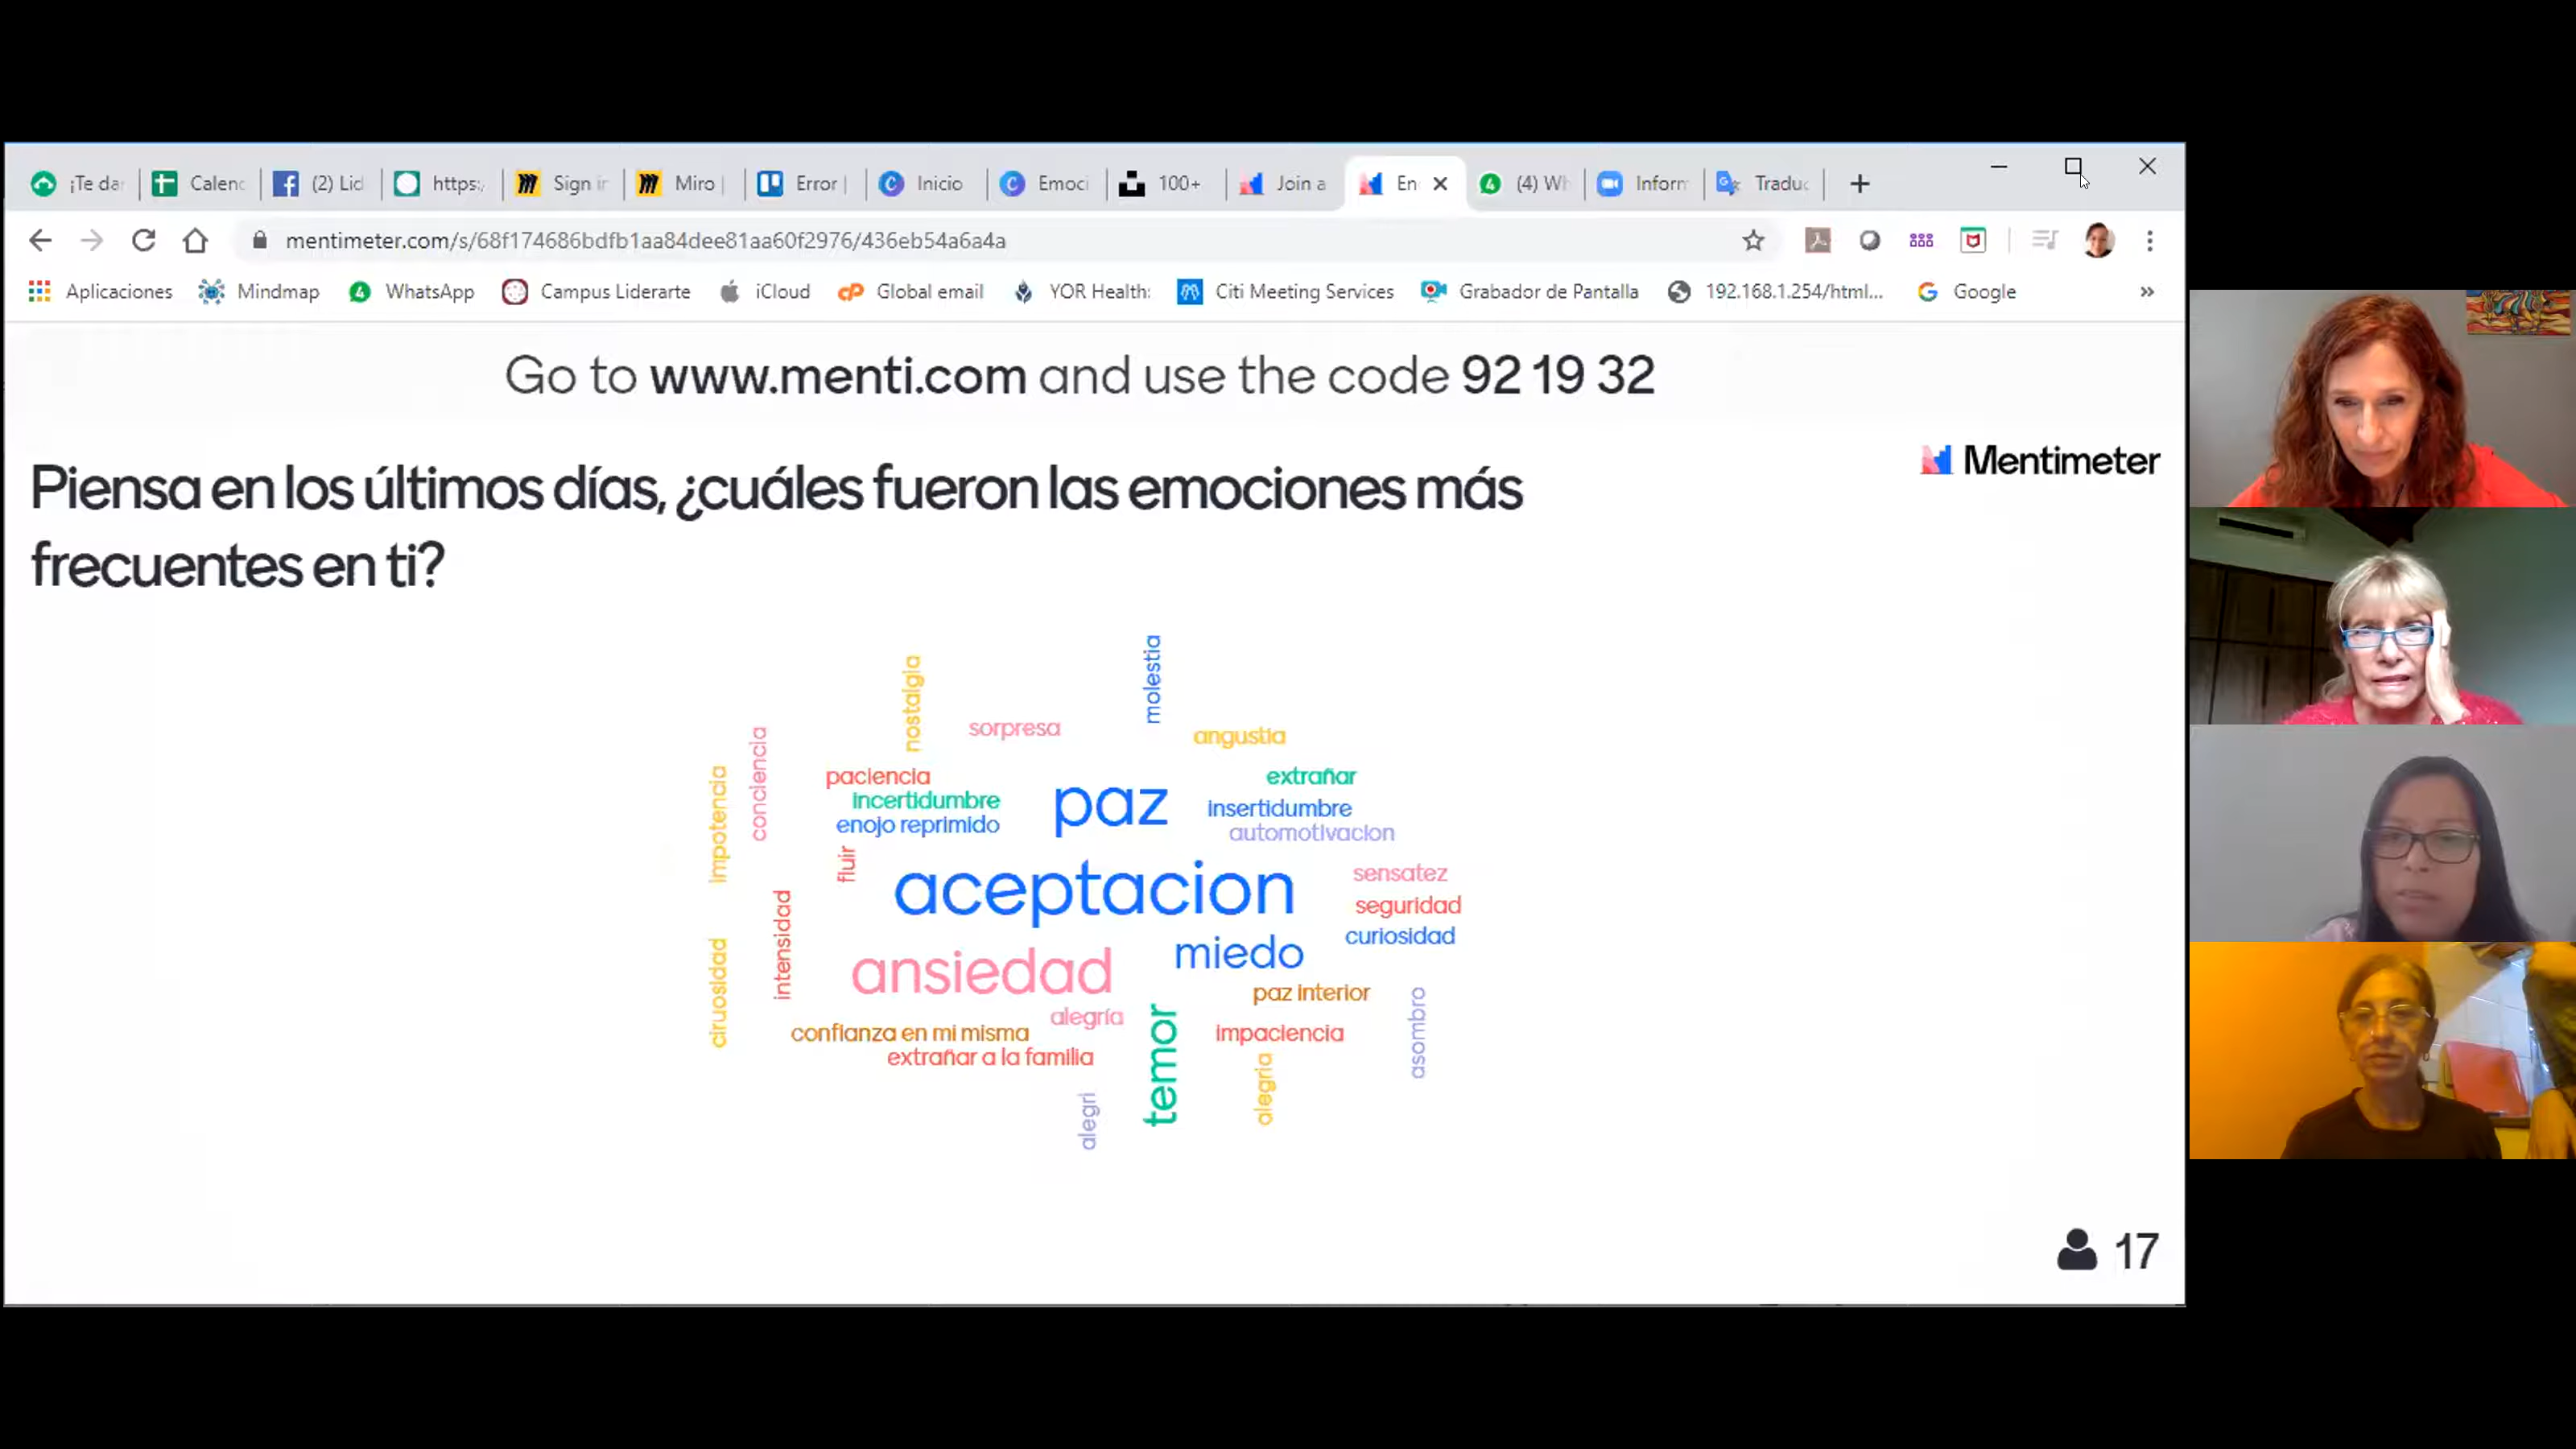 ¡Te da
Calenc
(2) Lid
https:/
Sign in
Miro |
Error |
Inicio
Emoci
100+
Join a
En
(4) Wh
Inform
Traduc
mentimeter.com/s/68f174686bdfb1aa84dee81aa60f2976/436eb54a6a4a
Aplicaciones
Mindmap
WhatsApp
Campus Liderarte
iCloud
Global email
YOR Health:
Citi Meeting Services
Grabador de Pantalla
192.168.1.254/html...
Google
»
Go to www.menti.com and use the code 92 19 32
Mentimeter
Piensa en los últimos días, ¿cuáles fueron las emociones más
frecuentes en ti?
molestia
nostalgia
sorpresa
angustia
conciencia
impotencia
paciencia
extrañar
incertidumbre
paz
insertidumbre
enojo reprimido
automotivacion
fluir
aceptacion
sensatez
seguridad
intensidad
curiosidad
miedo
ansiedad
ciruosidad
paz interior
asombro
alegría
temor
confianza en mi misma
impaciencia
extrañar a la familia
alegria
alegri
17